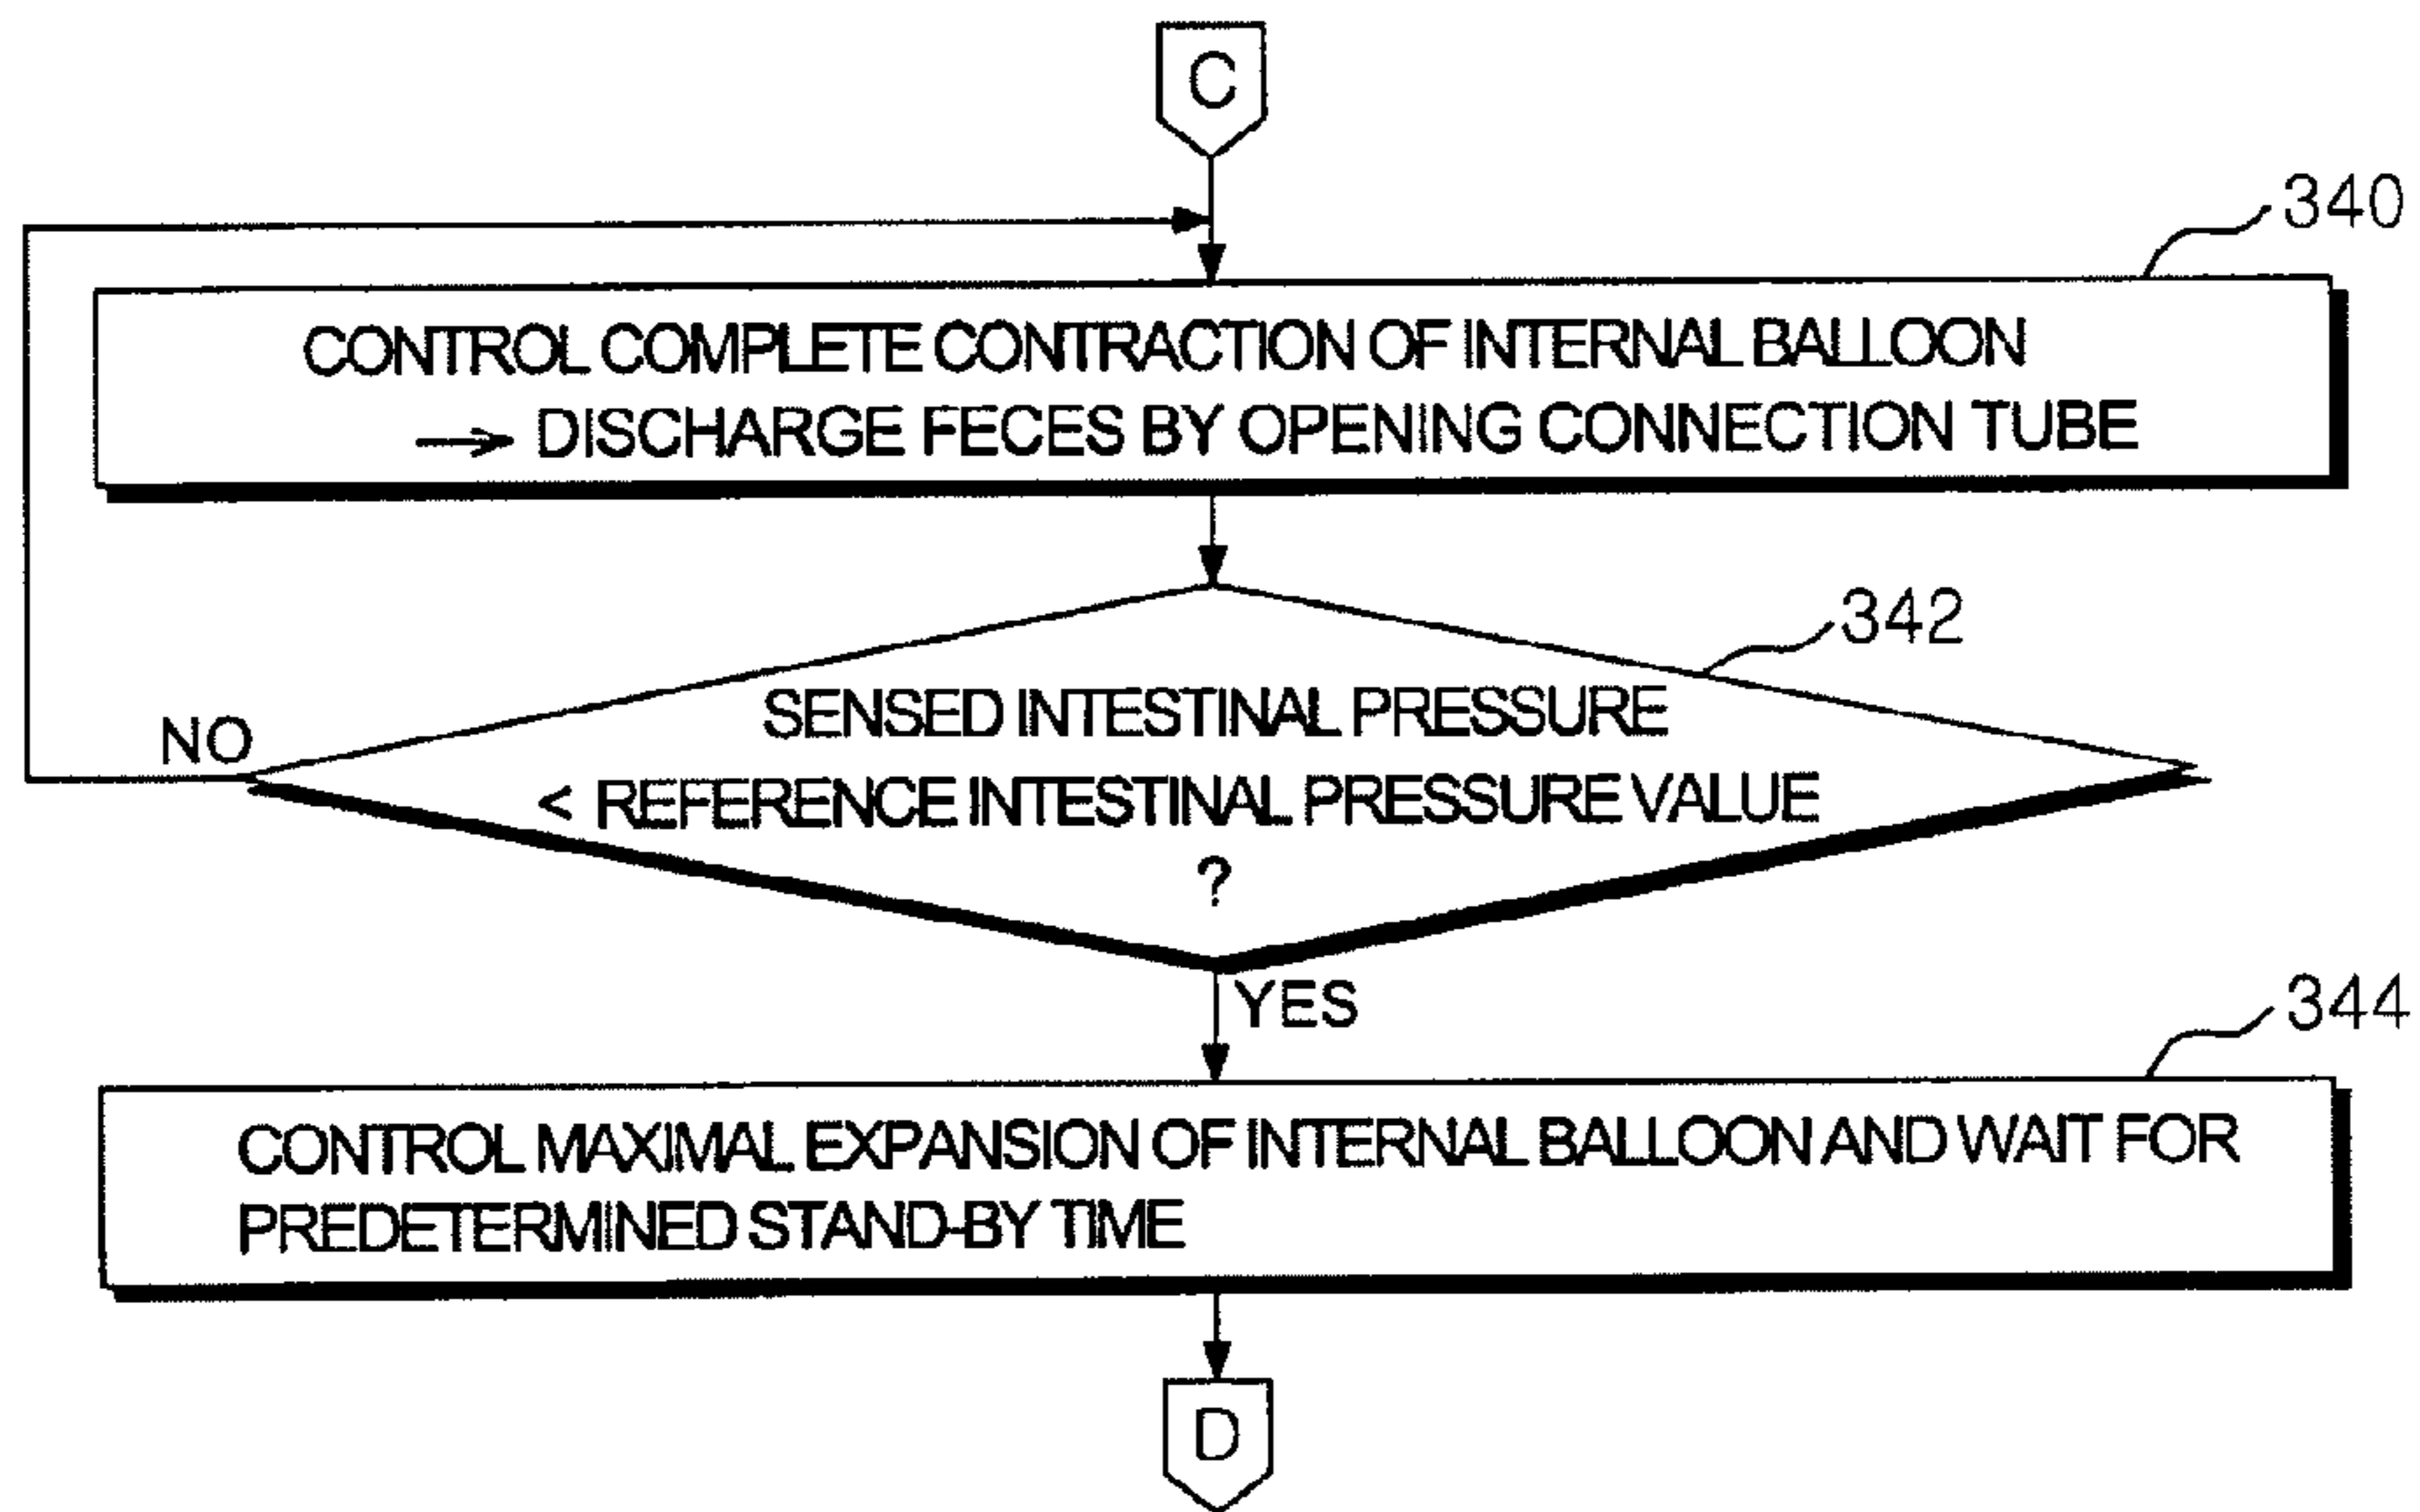 C
340
CONTROL COMPLETE CONTRACTION OF INTERNAL BALLOON
→ DISCHARGE FECES BY OPENING CONNECTION TUBE
342
SENSED INTESTINAL PRESSURE
NO
< REFERENCE INTESTINAL PRESSURE VALUE
?
YES
344
CONTROL MAXIMAL EXPANSION OF INTERNAL BALLOON AND WAIT FOR
PREDETERMINED STAND-BY TIME
D